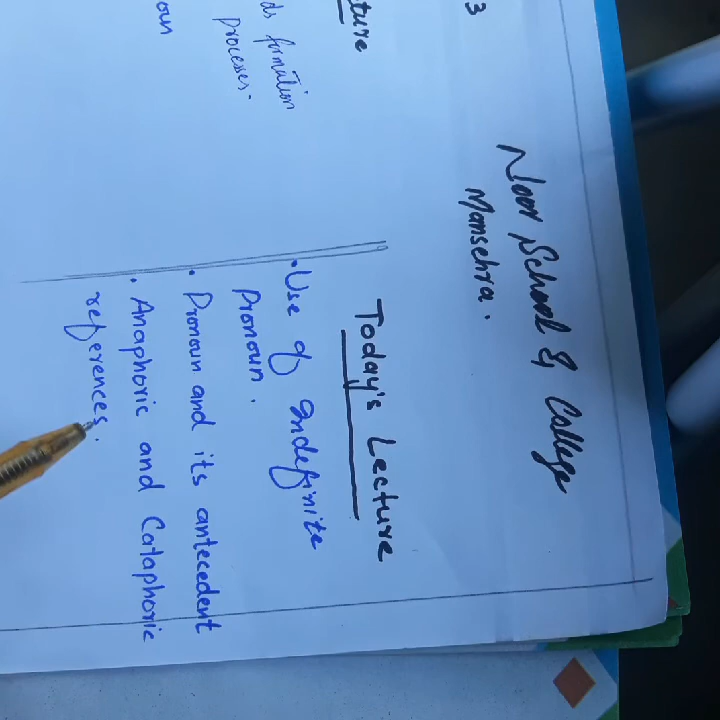 3
Noor School & College
Mansehra.
ture
ds formation
processes.
oun
Today's Lecture
• Use of indefinite
Pronoun.
• Pronoun and its antecedent
• Anaphoric and Cataphoric
references.